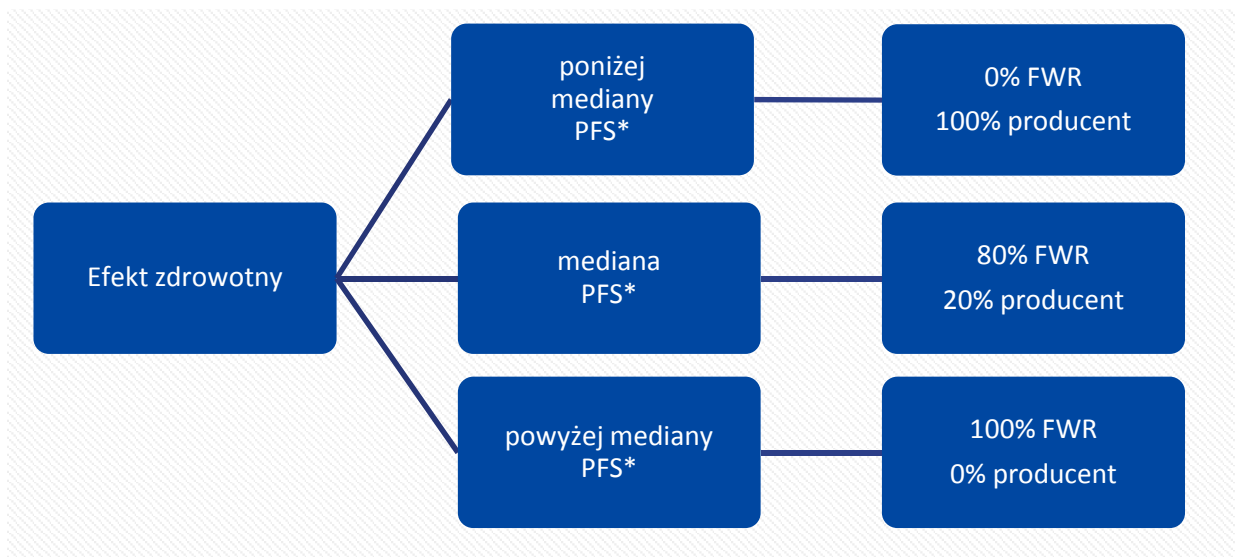 poniżej
mediany
PFS*
0% FWR
100% producent
Efekt zdrowotny
mediana
PFS*
80% FWR
20% producent
powyżej mediany
PFS*
100% FWR
0% producent